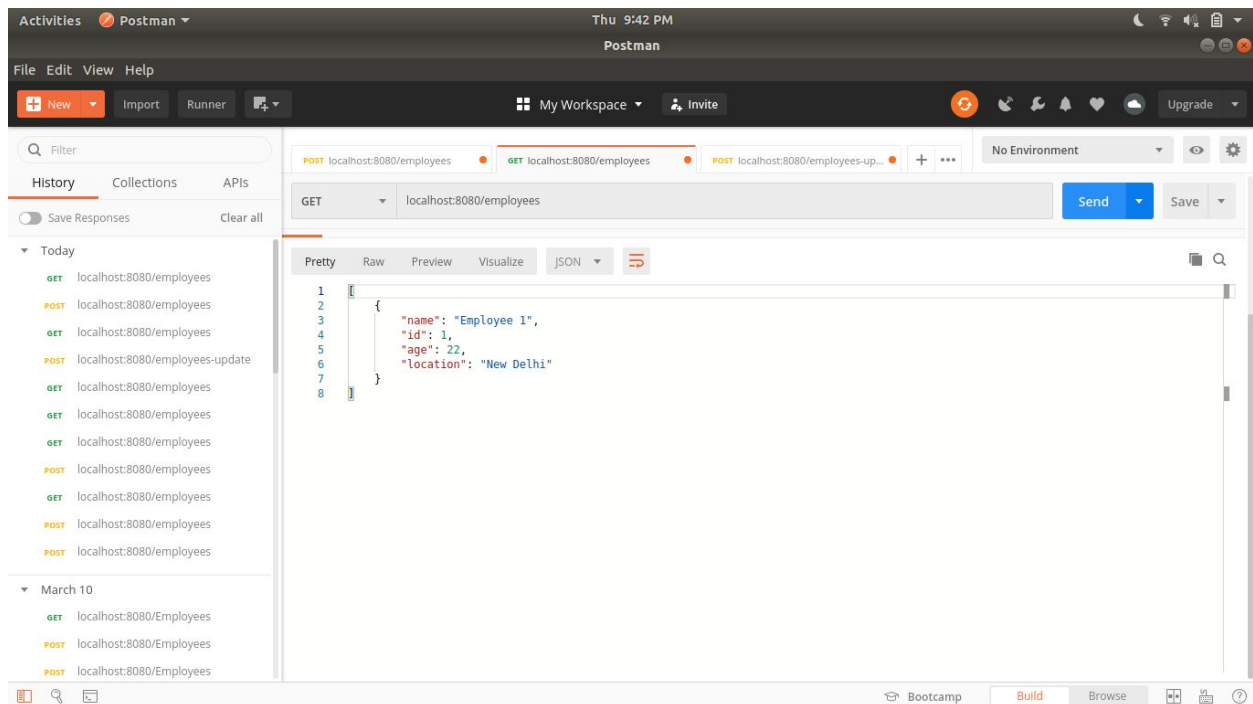 Activities Postman Thu 9:42 PM
Postman
File Edit View Help
New Import Runner My Workspace Invite Upgrade
Filter
History Collections APIs
Save Responses Clear all
Today
GET localhost:8080/employees
POST localhost:8080/employees
GET localhost:8080/employees
POST localhost:8080/employees-update
GET localhost:8080/employees
GET localhost:8080/employees
GET localhost:8080/employees
POST localhost:8080/employees
GET localhost:8080/employees
POST localhost:8080/employees
POST localhost:8080/employees
March 10
GET localhost:8080/Employees
POST localhost:8080/Employees
POST localhost:8080/Employees
POST localhost:8080/employees GET localhost:8080/employees POST localhost:8080/employees-up... No Environment
GET localhost:8080/employees Send Save
Pretty Raw Preview Visualize JSON
1 [
2 {
3 "name": "Employee 1",
4 "id": 1,
5 "age": 22,
6 "location": "New Delhi"
7 }
8 ]
Bootcamp Build Browse